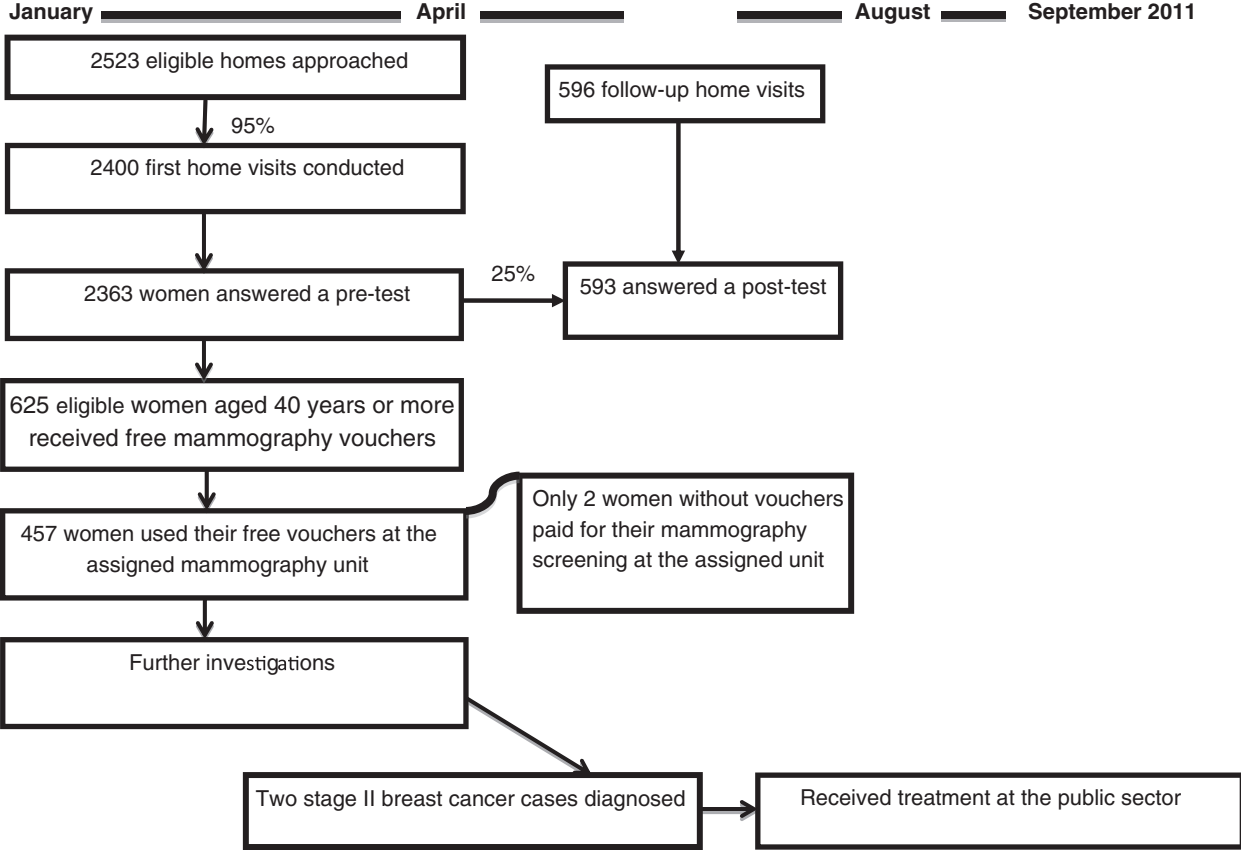 January April August September 2011
2523 eligible homes approached
596 follow-up home visits
95%
2400 first home visits conducted
25%
2363 women answered a pre-test
593 answered a post-test
625 eligible women aged 40 years or more
received free mammography vouchers
457 women used their free vouchers at the
assigned mammography unit
Only 2 women without vouchers
paid for their mammography
screening at the assigned unit
Further investigations
Two stage II breast cancer cases diagnosed
Received treatment at the public sector